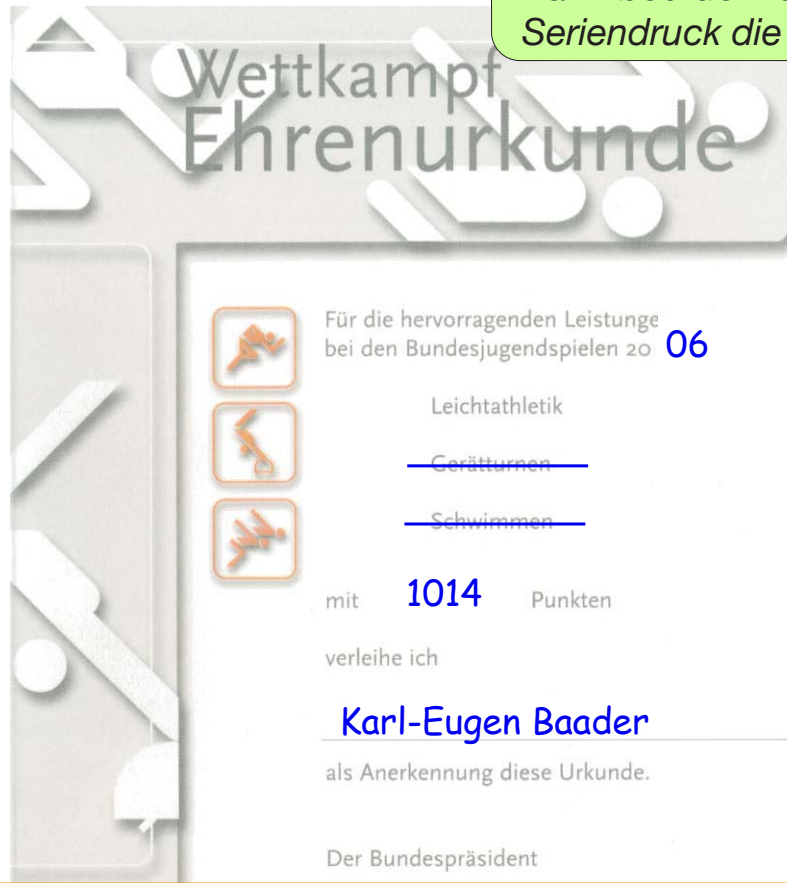 Seriendruck die
Wettkampf
Ehrenurkunde
Für die hervorragenden Leistunge
bei den Bundesjugendspielen 20 06
Leichtathletik
Gerätturnen
Schwimmen
mit 1014 Punkten
verleihe ich
Karl-Eugen Baader
als Anerkennung diese Urkunde.
Der Bundespräsident